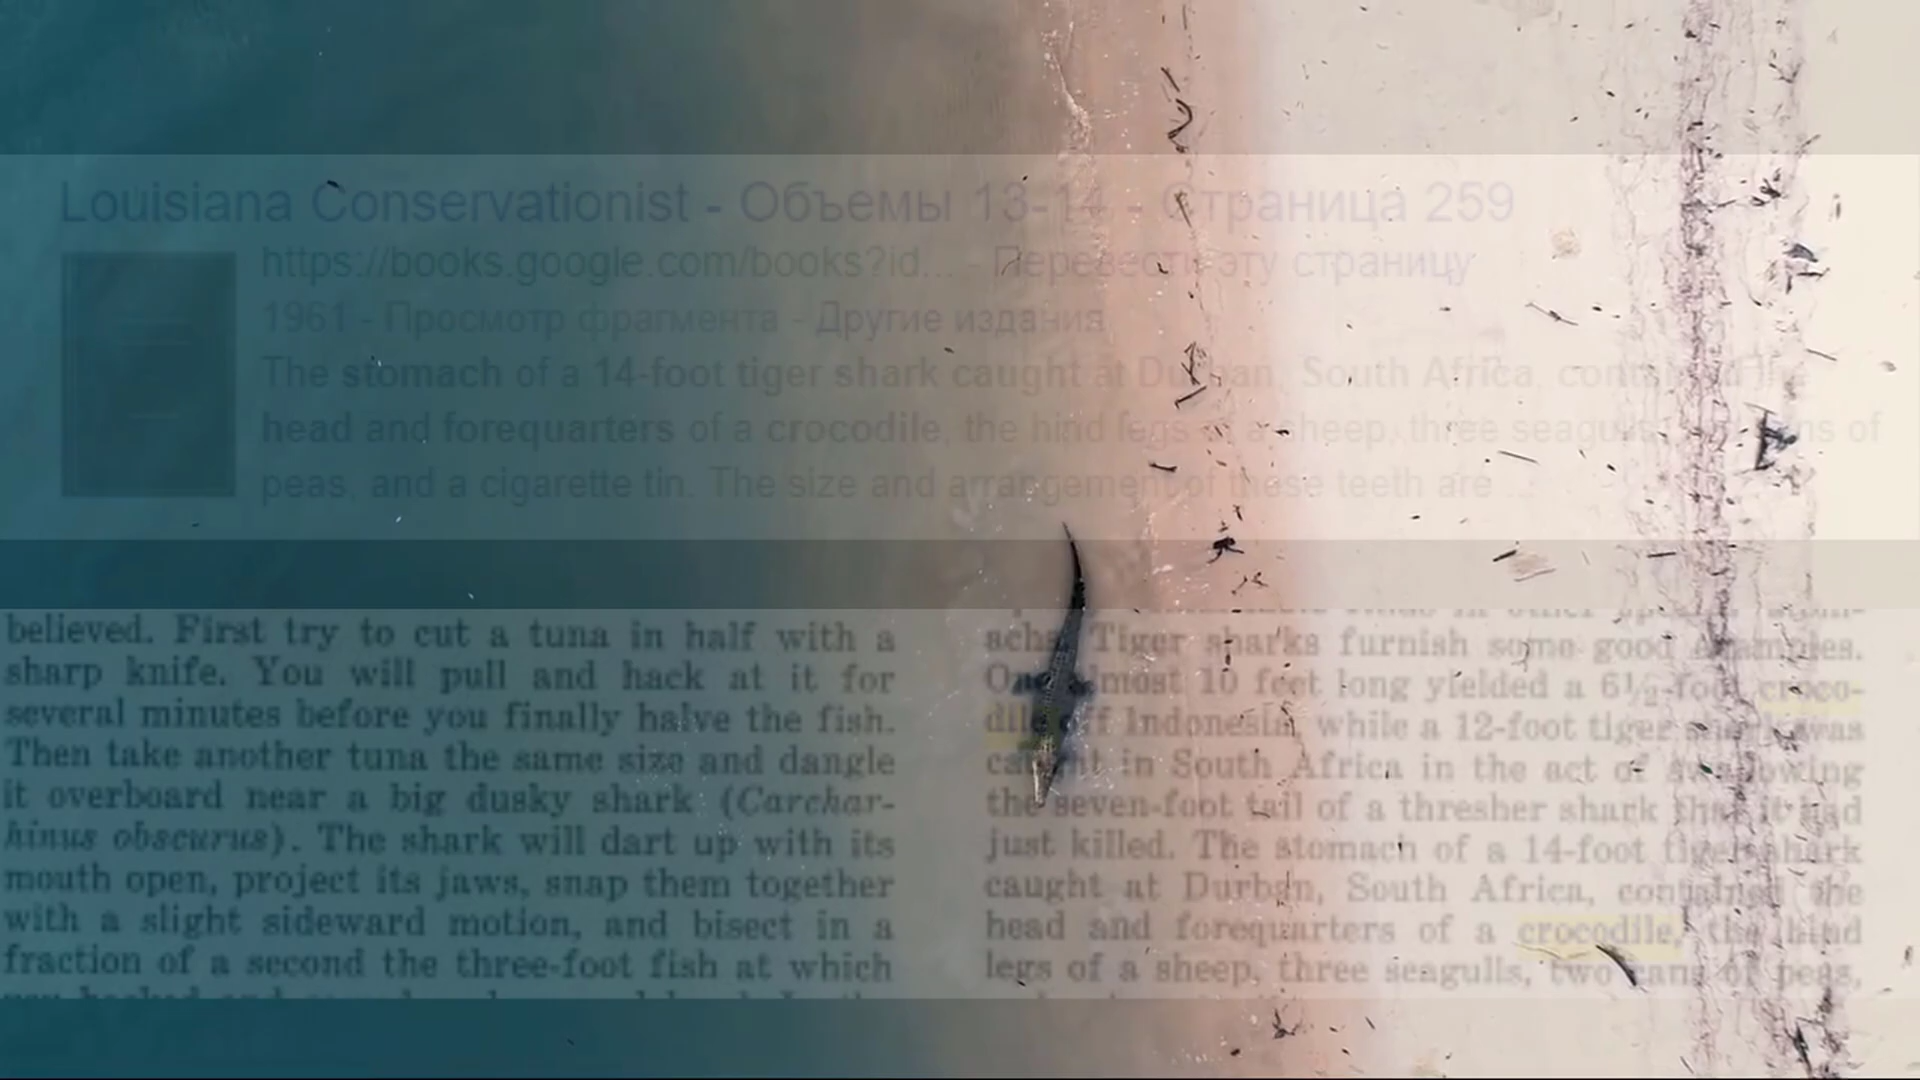 Louisiana Conservationist - Объемы 13-14 - Страница 259
https://books.google.com/books?id... - Перевести эту страницу
1961 - Просмотр фрагмента - Другие издания
The stomach of a 14-foot tiger shark caught at Durban, South Africa, contained the
head and forequarters of a crocodile, the hind legs of a sheep, three seagulls, two cans of
peas, and a cigarette tin. The size and arrangement of these teeth are ...
believed. First try to cut a tuna in half with a
sharp knife. You will pull and hack at it for
several minutes before you finally halve the fish.
Then take another tuna the same size and dangle
it overboard near a big dusky shark (Carchar-
hinus obscurus). The shark will dart up with its
mouth open, project its jaws, snap them together
with a slight sideward motion, and bisect in a
fraction of a second the three-foot fish at which
achs. Tiger sharks furnish some good examples.
One almost 10 feet long yielded a 6½-foot croco-
dile off Indonesia, while a 12-foot tiger shark was
caught in South Africa in the act of swallowing
the seven-foot tail of a thresher shark that it had
just killed. The stomach of a 14-foot tiger shark
caught at Durban, South Africa, contained the
head and forequarters of a crocodile, the hind
legs of a sheep, three seagulls, two cans of peas,